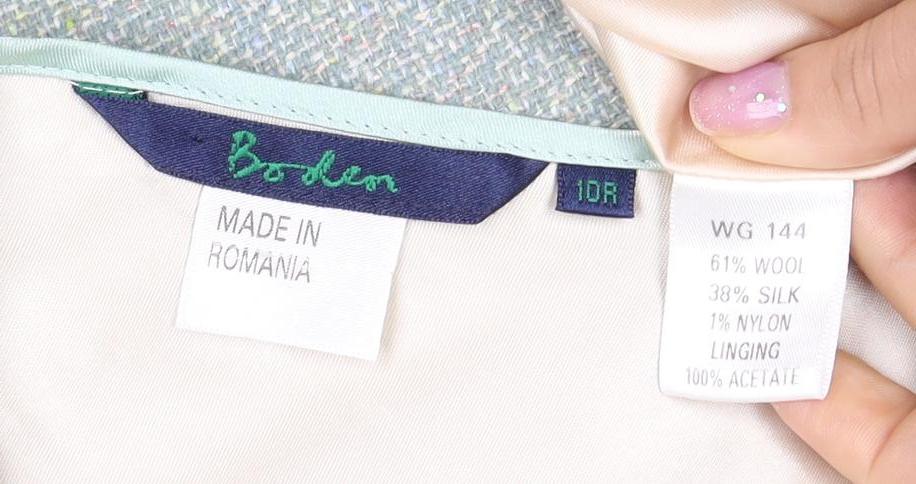 Boden
10R
MADE IN
ROMANIA
WG 144
61% WOOL
38% SILK
1% NYLON
LINGING
100% ACETATE